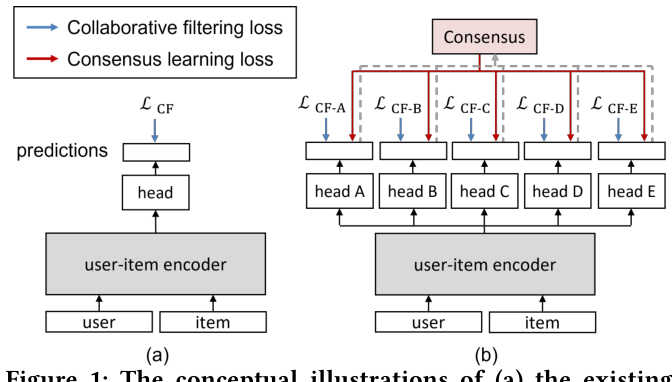 Collaborative filtering loss
Consensus learning loss
Consensus
ℒ CF
ℒ CF-A
ℒ CF-B
ℒ CF-C
ℒ CF-D
ℒ CF-E
predictions
head
head A
head B
head C
head D
head E
user-item encoder
user-item encoder
user
item
user
item
(a)
(b)
Figure 1: The conceptual illustrations of (a) the existing